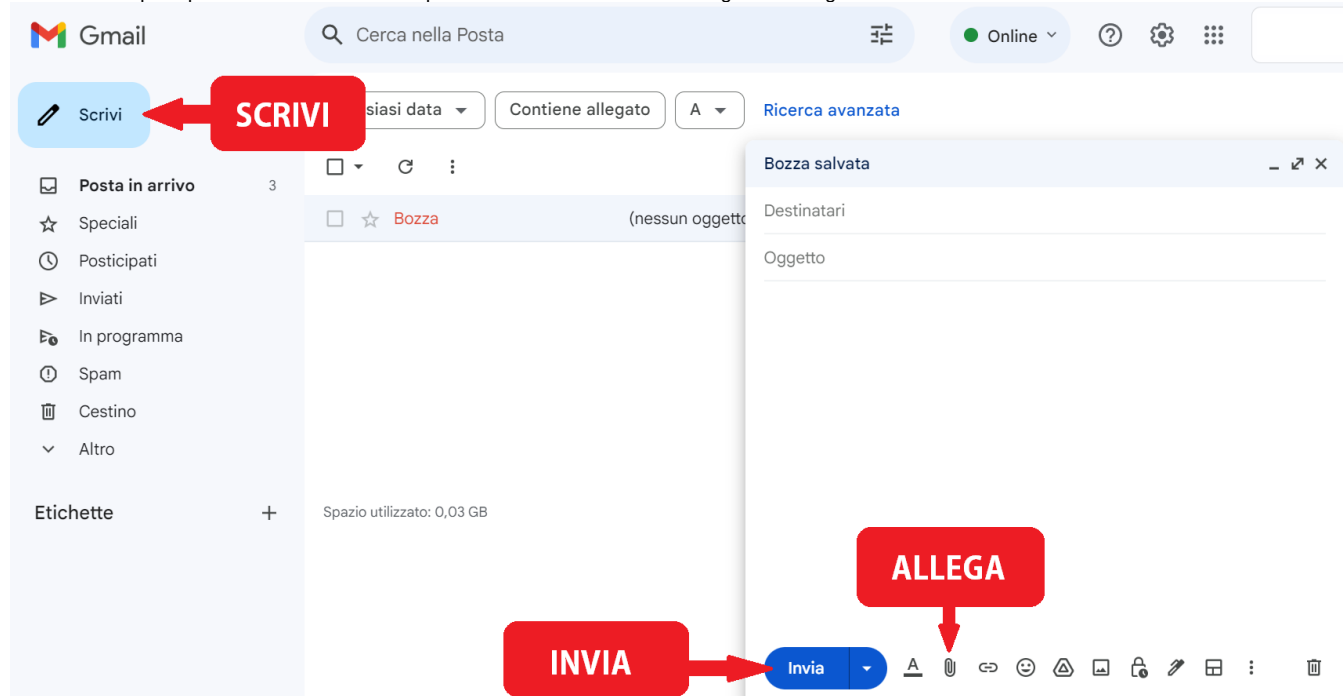 Gmail
Cerca nella Posta
Online
Scrivi
SCRIVI
siasi data
Contiene allegato
A
Ricerca avanzata
Bozza salvata
Posta in arrivo 3
Speciali
Posticipati
Inviati
In programma
Spam
Cestino
Altro
Etichette
Bozza (nessun oggetto
Spazio utilizzato: 0,03 GB
Destinatari
Oggetto
ALLEGA
INVIA
Invia
A